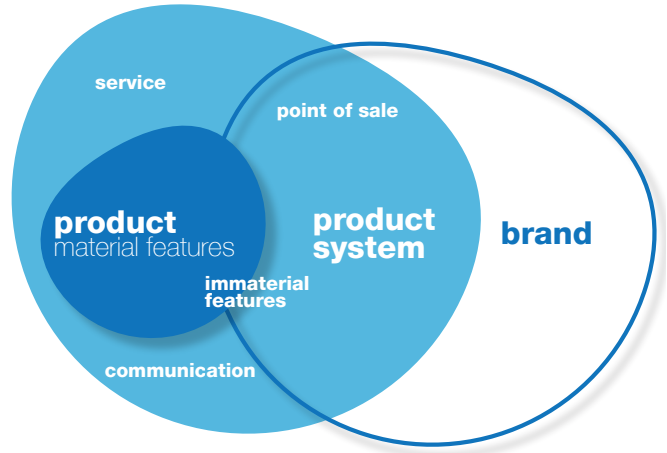 service
point of sale
product
material features
product
system
brand
immaterial
features
communication